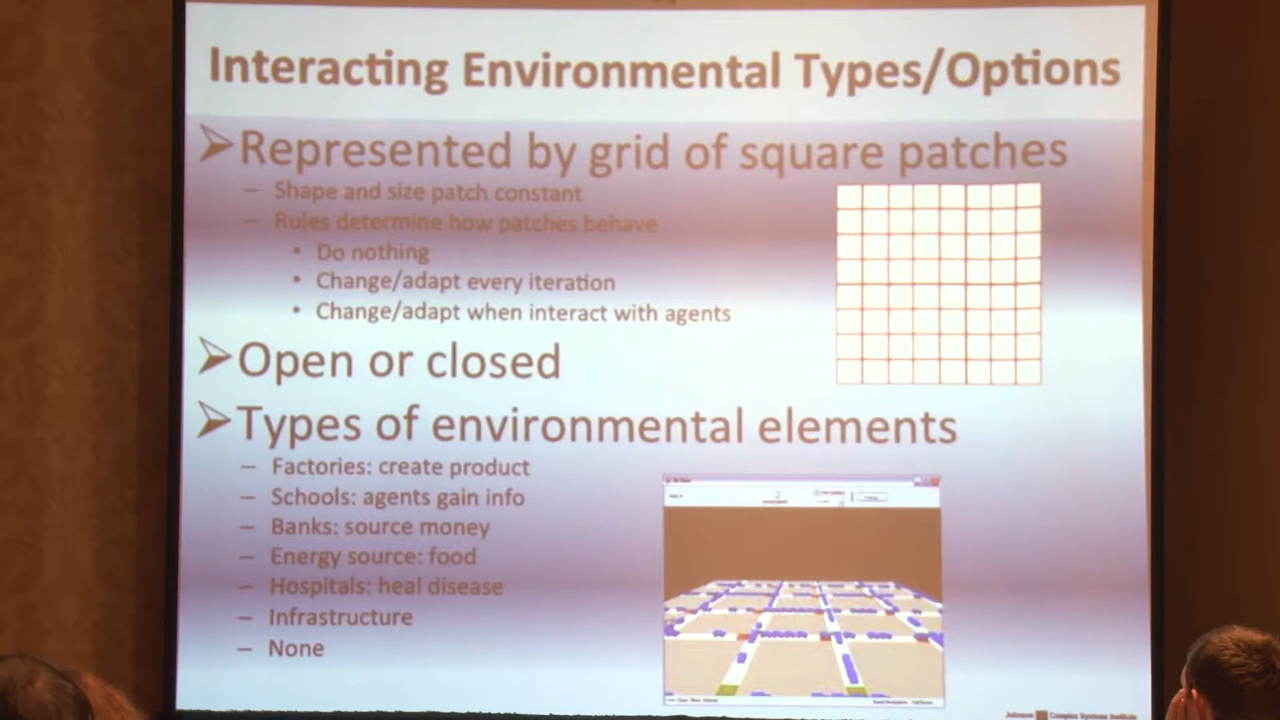 Interacting Environmental Types/Options
➢Represented by grid of square patches
– Shape and size patch constant
– Rules determine how patches behave
• Do nothing
• Change/adapt every iteration
• Change/adapt when interact with agents
➢Open or closed
➢Types of environmental elements
– Factories: create product
– Schools: agents gain info
– Banks: source money
– Energy source: food
– Hospitals: heal disease
– Infrastructure
– None
Complex Systems Institute